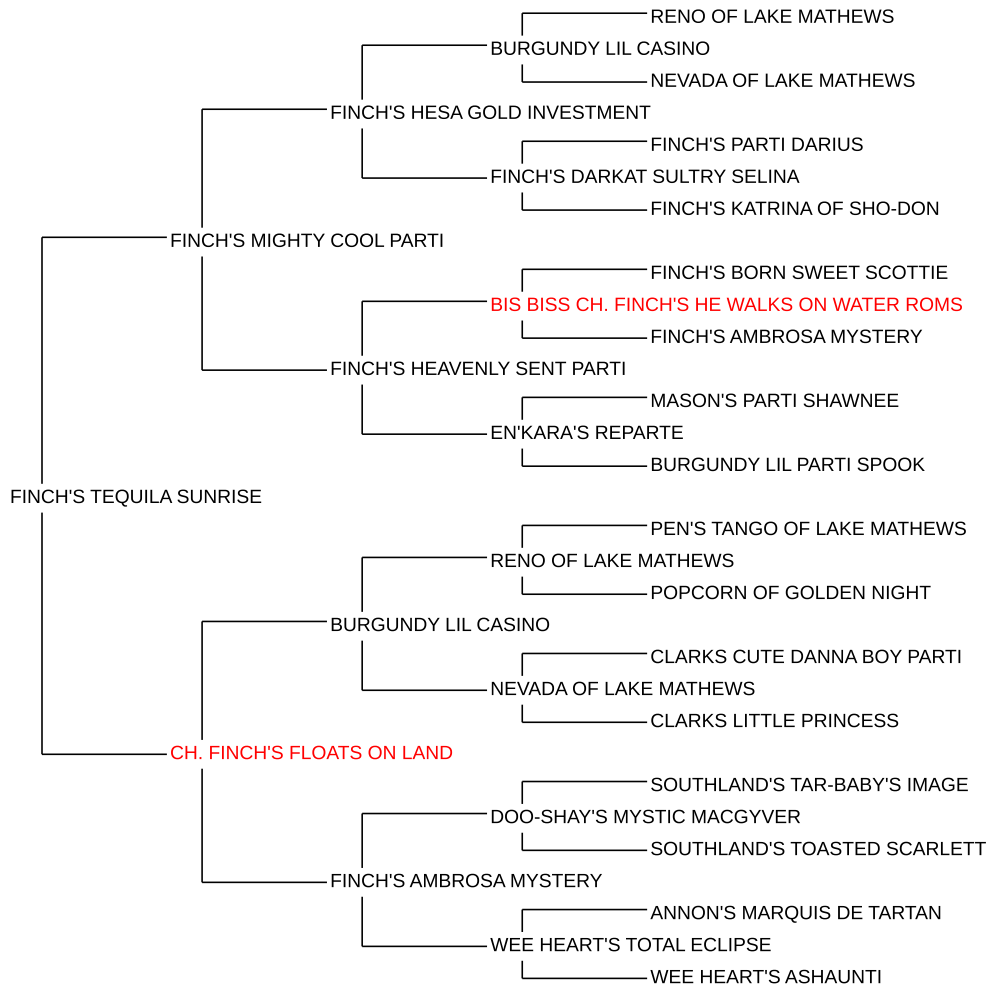 RENO OF LAKE MATHEWS
BURGUNDY LIL CASINO
NEVADA OF LAKE MATHEWS
FINCH'S HESA GOLD INVESTMENT
FINCH'S PARTI DARIUS
FINCH'S DARKAT SULTRY SELINA
FINCH'S KATRINA OF SHO-DON
FINCH'S MIGHTY COOL PARTI
FINCH'S BORN SWEET SCOTTIE
BIS BISS CH. FINCH'S HE WALKS ON WATER ROMS
FINCH'S AMBROSA MYSTERY
FINCH'S HEAVENLY SENT PARTI
MASON'S PARTI SHAWNEE
EN'KARA'S REPARTE
BURGUNDY LIL PARTI SPOOK
FINCH'S TEQUILA SUNRISE
PEN'S TANGO OF LAKE MATHEWS
RENO OF LAKE MATHEWS
POPCORN OF GOLDEN NIGHT
BURGUNDY LIL CASINO
CLARKS CUTE DANNA BOY PARTI
NEVADA OF LAKE MATHEWS
CLARKS LITTLE PRINCESS
CH. FINCH'S FLOATS ON LAND
SOUTHLAND'S TAR-BABY'S IMAGE
DOO-SHAY'S MYSTIC MACGYVER
SOUTHLAND'S TOASTED SCARLETT
FINCH'S AMBROSA MYSTERY
ANNON'S MARQUIS DE TARTAN
WEE HEART'S TOTAL ECLIPSE
WEE HEART'S ASHAUNTI